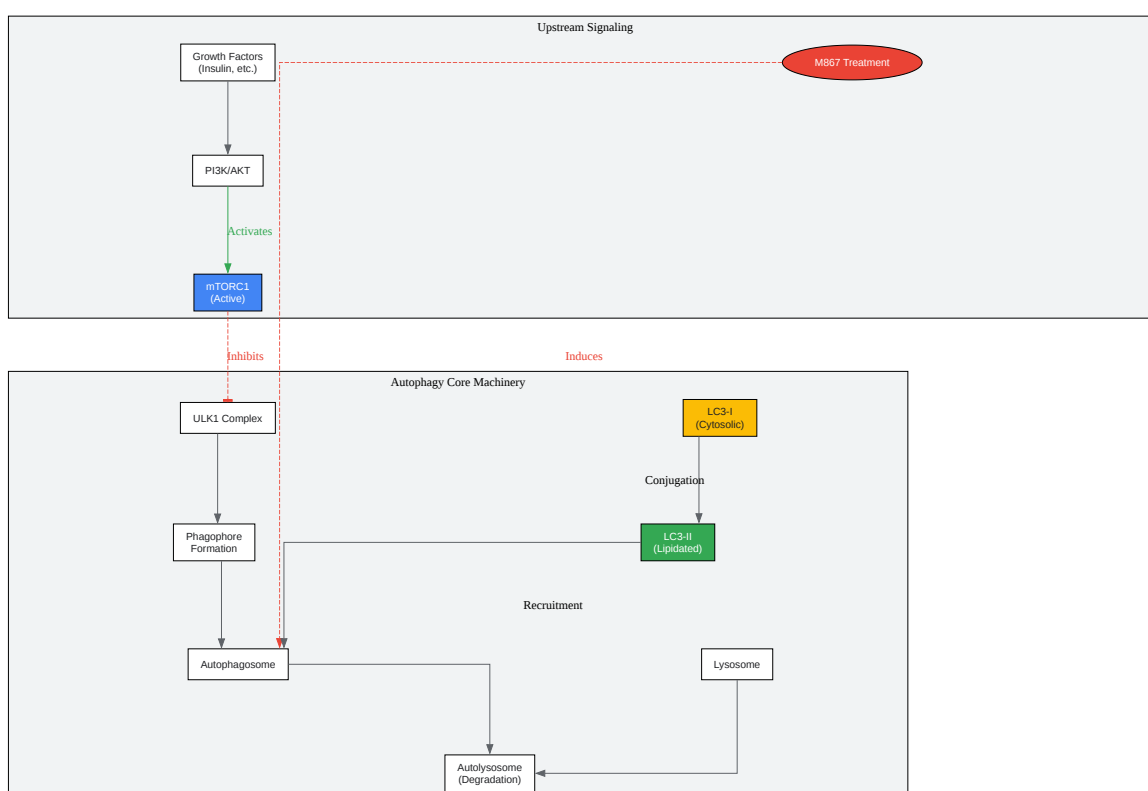 Upstream Signaling
Growth Factors
(Insulin, etc.)
M867 Treatment
PI3K/AKT
Activates
mTORC1
(Active)
Inhibits
Induces
Autophagy Core Machinery
ULK1 Complex
LC3-I
(Cytosolic)
Conjugation
Phagophore
Formation
LC3-II
(Lipidated)
Recruitment
Autophagosome
Lysosome
Autolysosome
(Degradation)